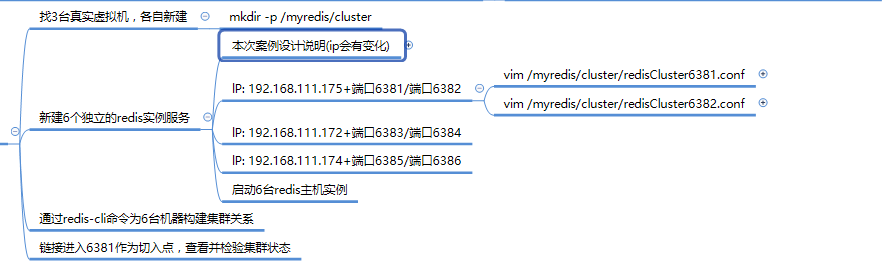 找3台真实虚拟机，各自新建
mkdir -p /myredis/cluster
新建6个独立的redis实例服务
本次案例设计说明(ip会有变化)
IP: 192.168.111.175+端口6381/端口6382
vim /myredis/cluster/redisCluster6381.conf
vim /myredis/cluster/redisCluster6382.conf
IP: 192.168.111.172+端口6383/端口6384
IP: 192.168.111.174+端口6385/端口6386
启动6台redis主机实例
通过redis-cli命令为6台机器构建集群关系
链接进入6381作为切入点，查看并检验集群状态